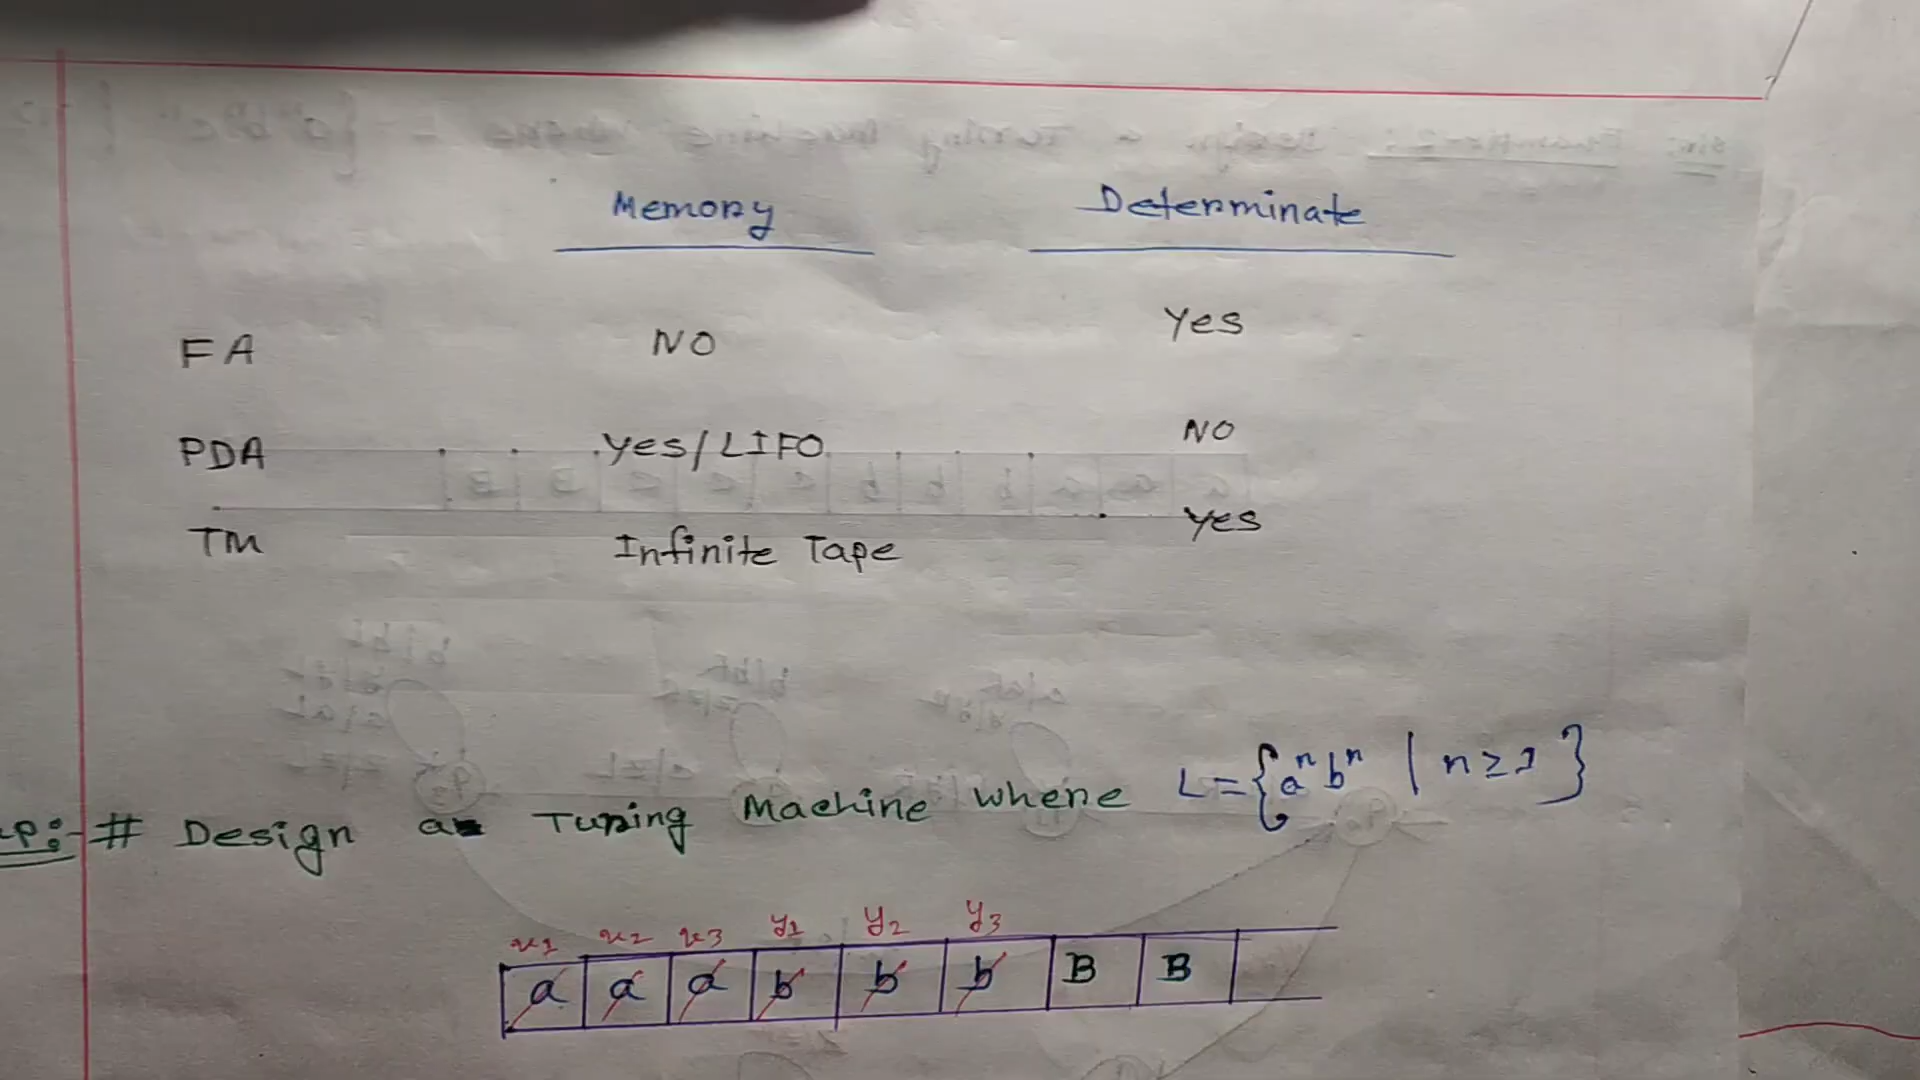 Memory Determinate
FA NO Yes
PDA Yes/LIFO NO
TM Infinite Tape Yes
# Design a Turing Machine where L={aⁿbⁿ | n≥1}
x1 x2 x3 y1 y2 y3
a a a b b b B B